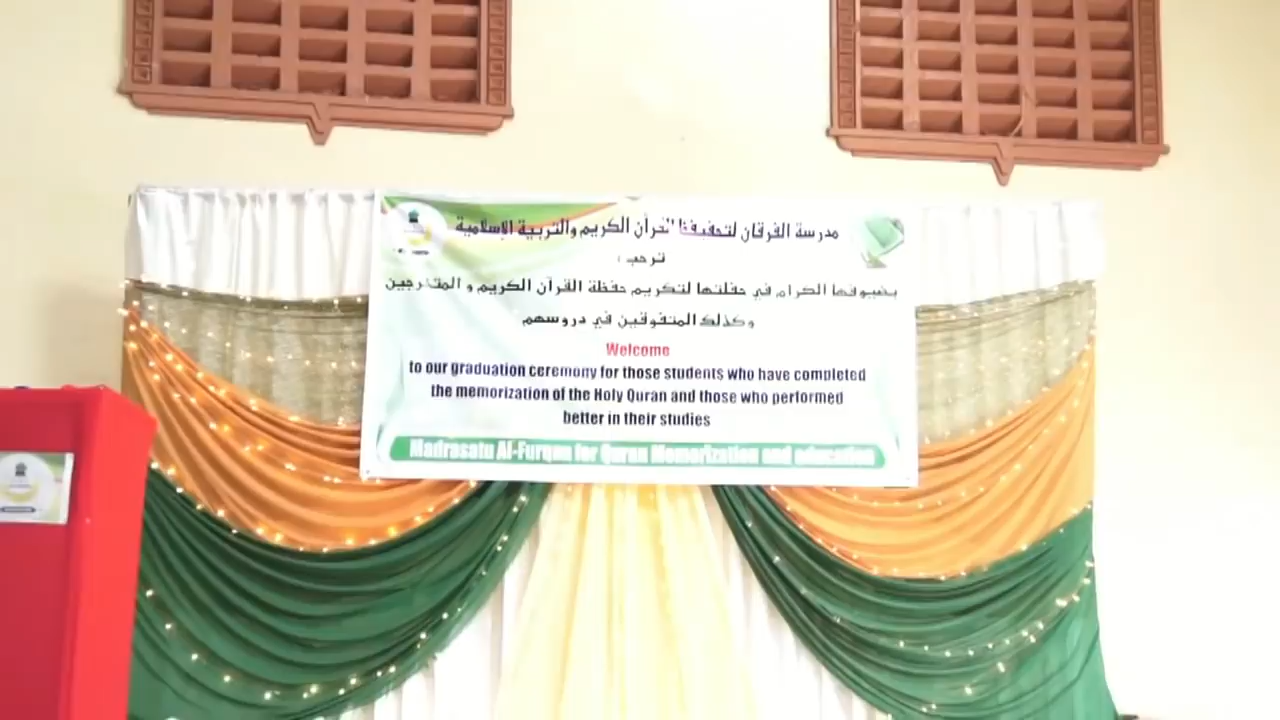 مدرسة الفرقان لتحفيظ القرآن الكريم والتربية الإسلامية
ترحب :
بضيوفها الكرام في حفلتها لتكريم حفظة القرآن الكريم و المتخرجين
وكذلك المتفوقين في دروسهم
Welcome
to our graduation ceremony for those students who have completed
the memorization of the Holy Quran and those who performed
better in their studies
Madrasatu Al-Furqan for Quran Memorization and education